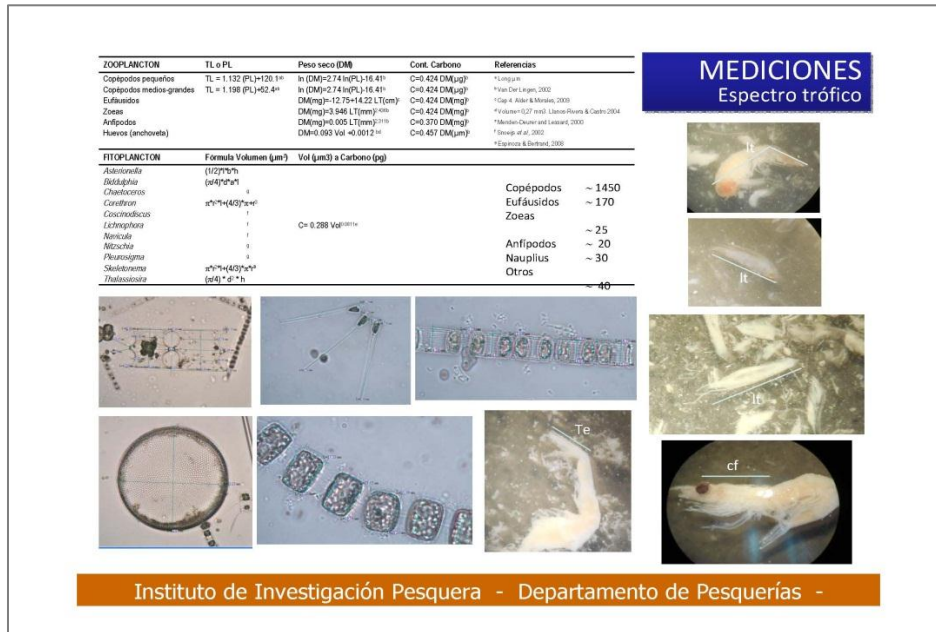 ZOOPLANCTON TL o PL Peso seco (DM) Cont. Carbono Referencias
Copépodos pequeños TL = 1.132 (PL)+120.1 ln (DM)=2.74 ln(PL)-16.41 C=0.424 DM(µg)
Copépodos medios-grandes TL = 1.198 (PL)+52.4 ln (DM)=2.74 ln(PL)-16.41 C=0.424 DM(µg) Van Der Lingen, 2002
Eufáusidos DM(mg)=-12.75+14.22 LT(cm) C=0.424 DM(mg)
Zoeas DM(mg)=3.946 LT(mm) C=0.424 DM(mg)
Anfípodos DM(mg)=0.005 LT(mm) C=0.370 DM(mg)
Huevos (anchoveta) DM=0.093 Vol +0.0012 C=0.457 DM(µm)
Espinoza & Bertrand, 2008
FITOPLANCTON Fórmula Volumen (µm³) Vol (µm3) a Carbono (pg)
Asterionella (1/2)*l*b*h
Biddulphia (π/4)*d*a*l
Chaetoceros
Corethron
Coscinodiscus
Lichnophora C= 0.288 Vol
Navicula
Nitzschia
Pleurosigma
Skeletonema
Thalassiosira (π/4) * d² * h
MEDICIONES
Espectro trófico
Copépodos ~ 1450
Eufáusidos ~ 170
Zoeas
~ 25
Anfípodos ~ 20
Nauplius ~ 30
Otros
~ 40
lt
lt
lt
Te
cf
Instituto de Investigación Pesquera - Departamento de Pesquerías -